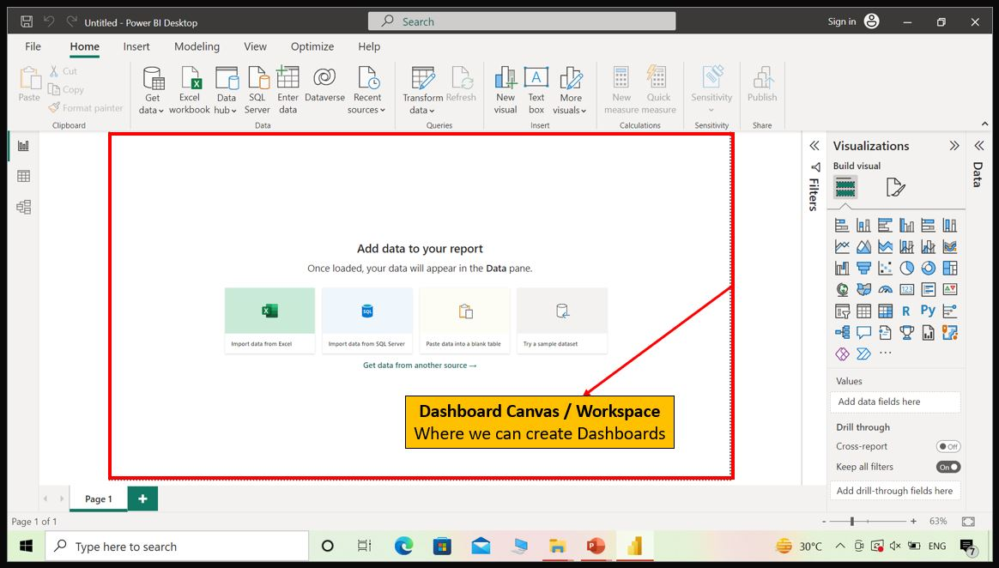 Untitled - Power BI Desktop
Search
Sign in
File Home Insert Modeling View Optimize Help
Paste
Cut
Copy
Format painter
Clipboard
Get data
Excel workbook
Data hub
SQL Server
Enter data
Dataverse
Recent sources
Data
Transform data
Refresh
Queries
New visual
Text box
More visuals
Insert
New measure
Quick measure
Calculations
Sensitivity
Sensitivity
Publish
Share
Add data to your report
Once loaded, your data will appear in the Data pane.
Import data from Excel
Import data from SQL Server
Paste data into a blank table
Try a sample dataset
Get data from another source →
Dashboard Canvas / Workspace
Where we can create Dashboards
Filters
Visualizations
Build visual
123
R
Py
...
Values
Add data fields here
Drill through
Cross-report
Off
Keep all filters
On
Add drill-through fields here
Data
Page 1
+
Page 1 of 1
- + 63%
Type here to search
30°C
ENG
7